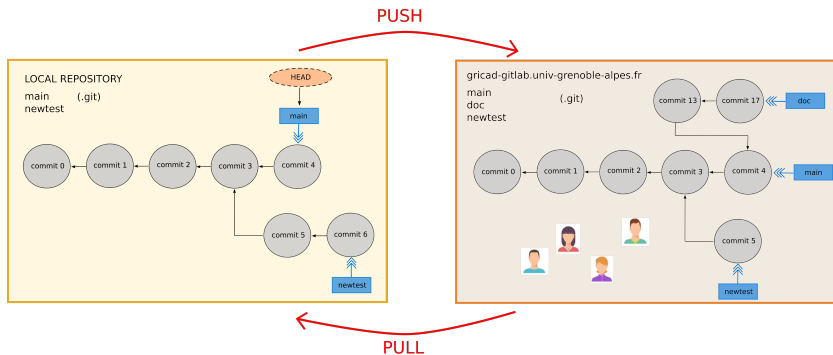 PUSH
LOCAL REPOSITORY
main (.git)
newtest
HEAD
main
commit 0
commit 1
commit 2
commit 3
commit 4
commit 5
commit 6
newtest
gricad-gitlab.univ-grenoble-alpes.fr
main
doc (.git)
newtest
commit 13
commit 17
doc
commit 0
commit 1
commit 2
commit 3
commit 4
main
commit 5
newtest
PULL